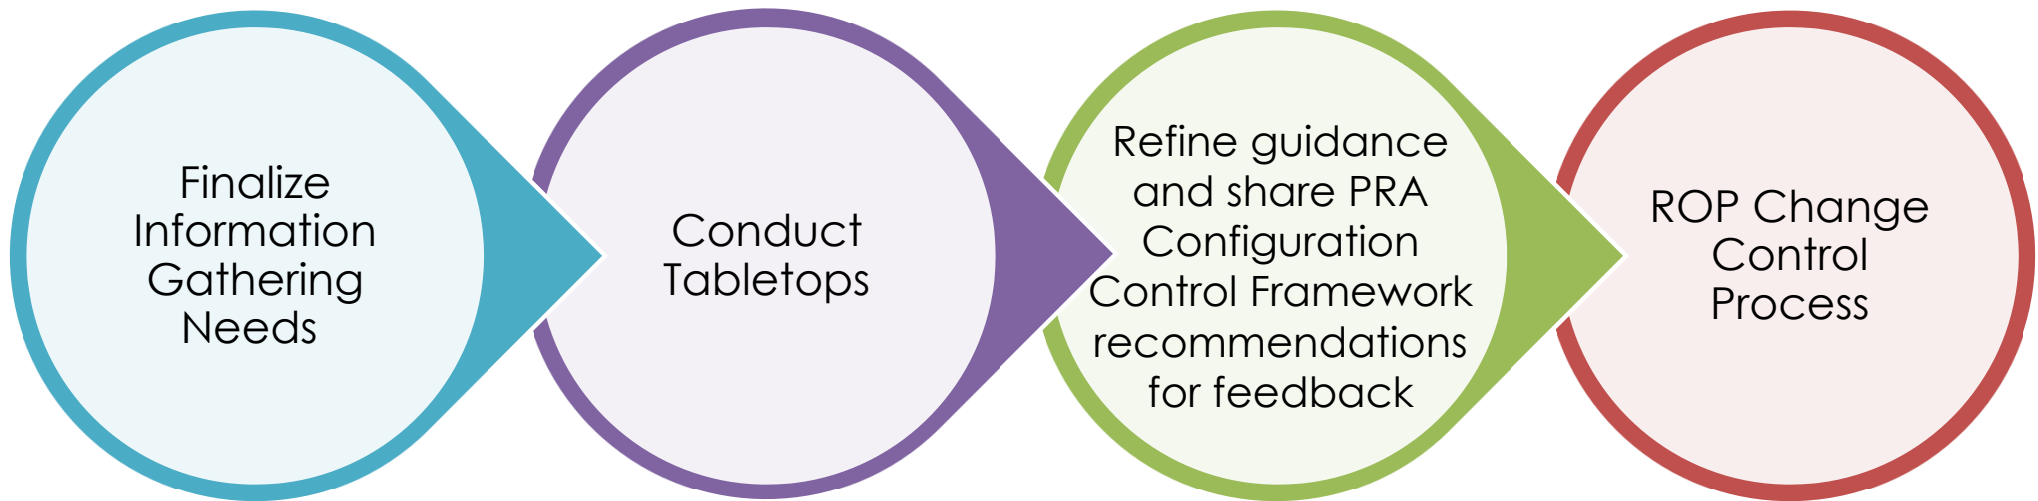 Finalize
Information
Gathering
Needs
Conduct
Tabletops
Refine guidance
and share PRA
Configuration
Control Framework
recommendations
for feedback
ROP Change
Control
Process